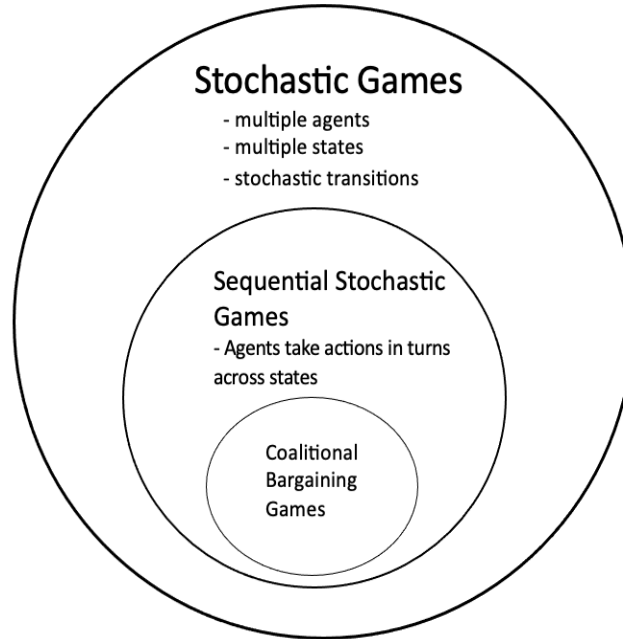 Stochastic Games
- multiple agents
- multiple states
- stochastic transitions
Sequential Stochastic
Games
- Agents take actions in turns
across states
Coalitional
Bargaining
Games